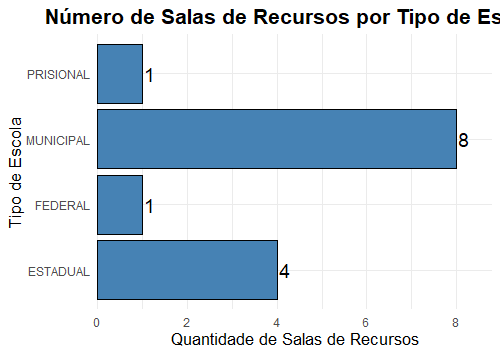 Número de Salas de Recursos por Tipo de Es
PRISIONAL
1
MUNICIPAL
8
FEDERAL
1
ESTADUAL
4
Tipo de Escola
0 2 4 6 8
Quantidade de Salas de Recursos